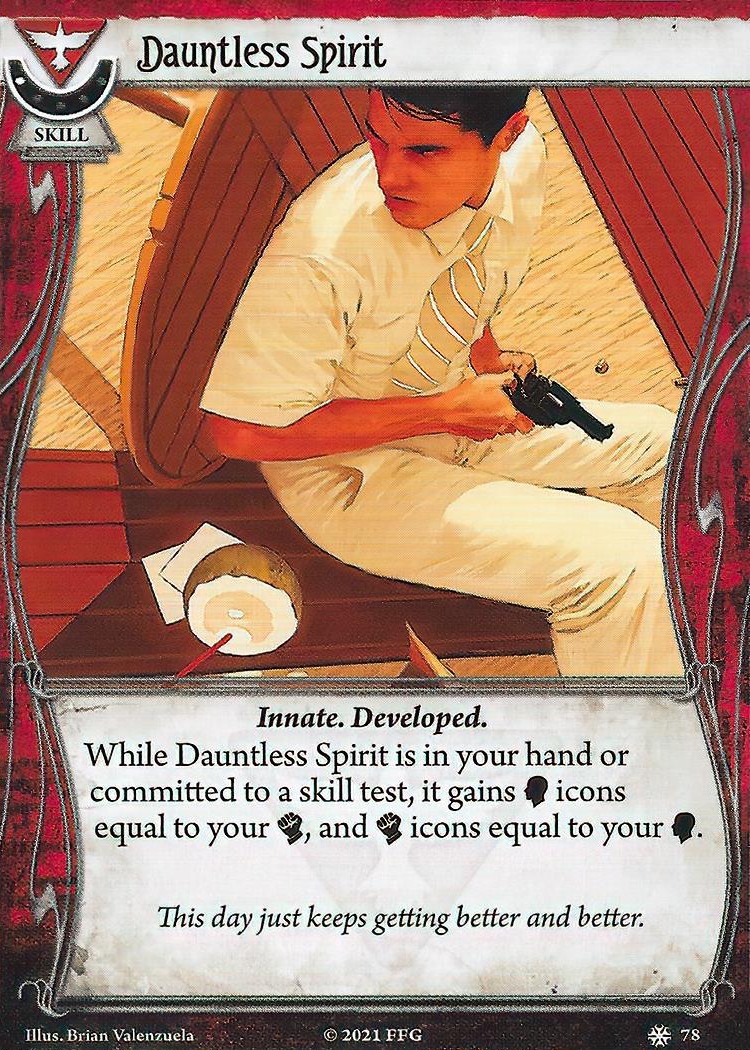 Dauntless Spirit
SKILL
Innate. Developed.
While Dauntless Spirit is in your hand or
committed to a skill test, it gains icons
equal to your , and icons equal to your .
This day just keeps getting better and better.
Illus. Brian Valenzuela © 2021 FFG 78